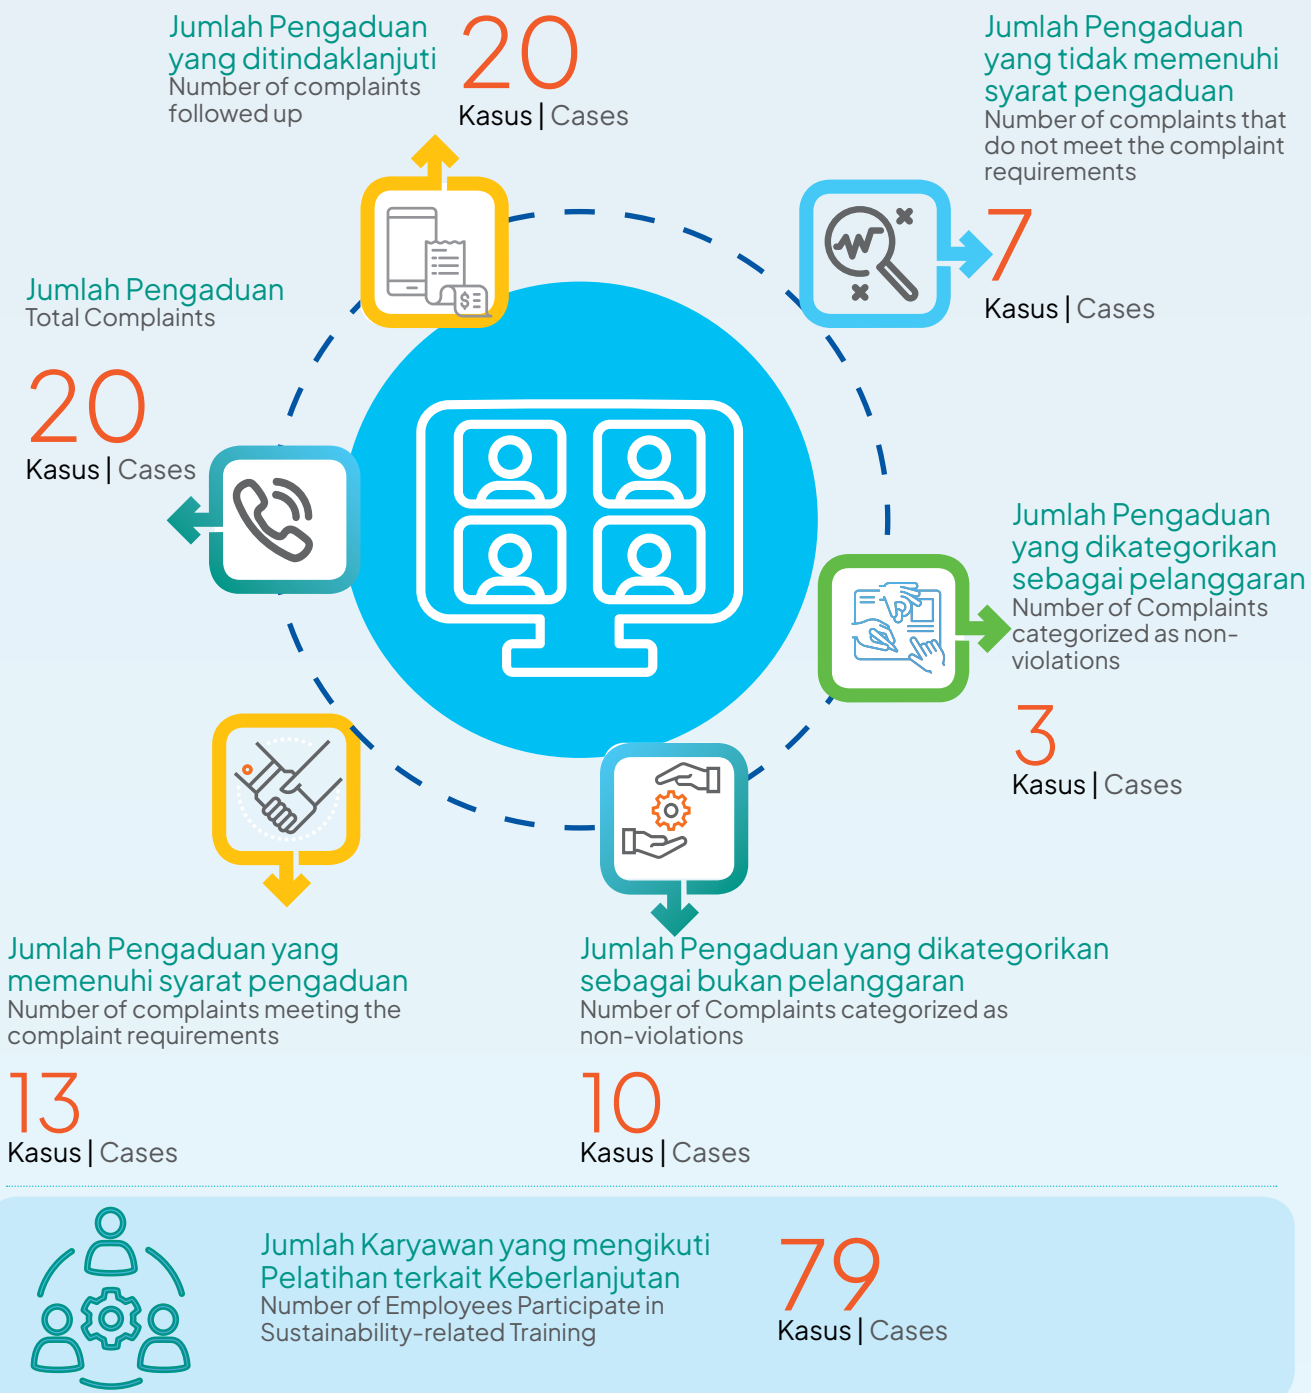 Jumlah Pengaduan
yang ditindaklanjuti
Number of complaints
followed up
20
Kasus | Cases
Jumlah Pengaduan
yang tidak memenuhi
syarat pengaduan
Number of complaints that
do not meet the complaint
requirements
7
Kasus | Cases
Jumlah Pengaduan
Total Complaints
20
Kasus | Cases
Jumlah Pengaduan
yang dikategorikan
sebagai pelanggaran
Number of Complaints
categorized as non-
violations
3
Kasus | Cases
Jumlah Pengaduan yang
memenuhi syarat pengaduan
Number of complaints meeting the
complaint requirements
13
Kasus | Cases
Jumlah Pengaduan yang dikategorikan
sebagai bukan pelanggaran
Number of Complaints categorized as
non-violations
10
Kasus | Cases
Jumlah Karyawan yang mengikuti
Pelatihan terkait Keberlanjutan
Number of Employees Participate in
Sustainability-related Training
79
Kasus | Cases